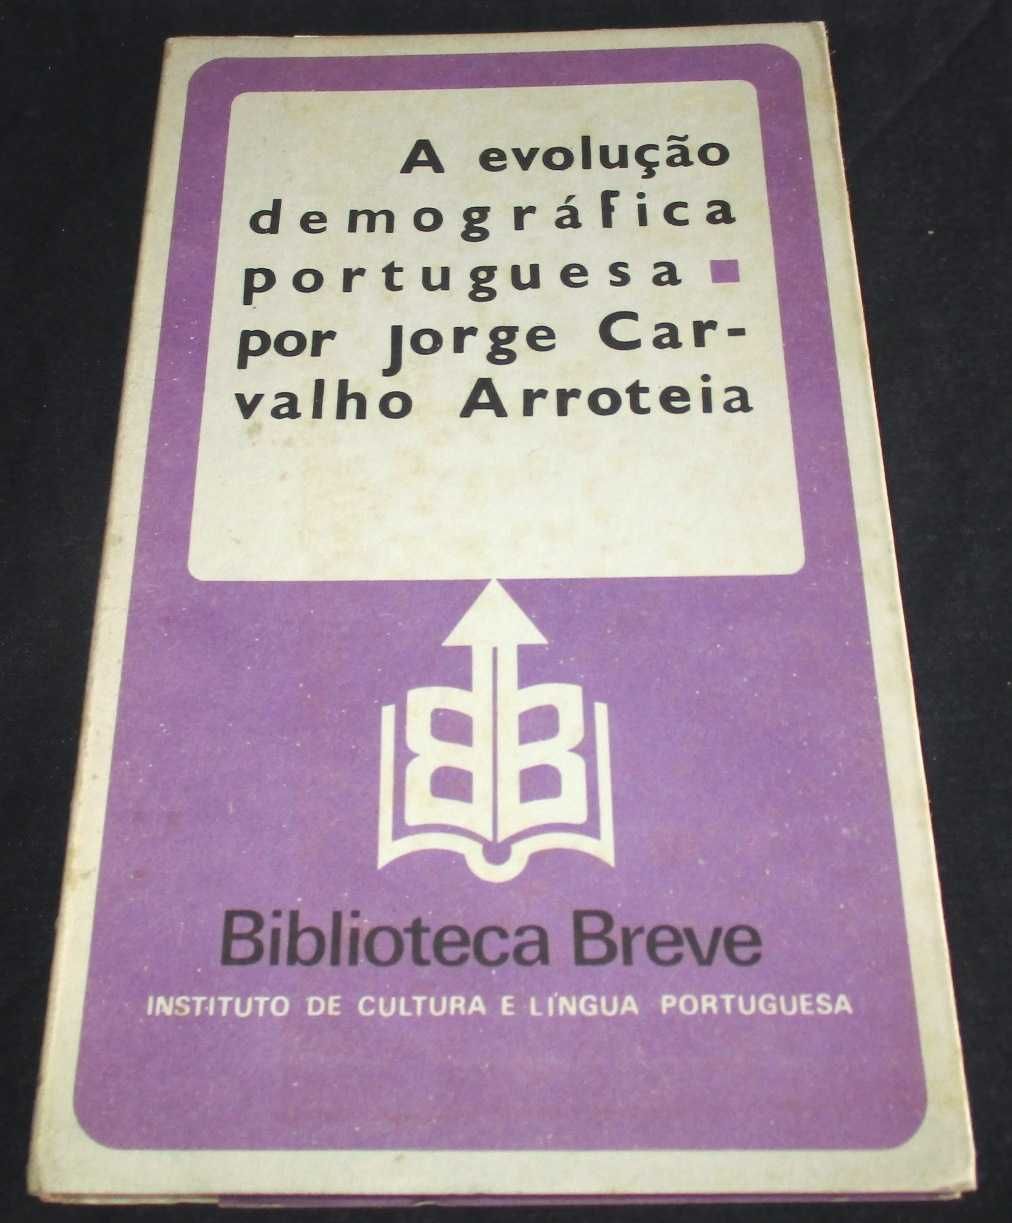 A evolução
demográfica
portuguesa
por Jorge Car-
valho Arroteia
BB
Biblioteca Breve
INSTITUTO DE CULTURA E LÍNGUA PORTUGUESA